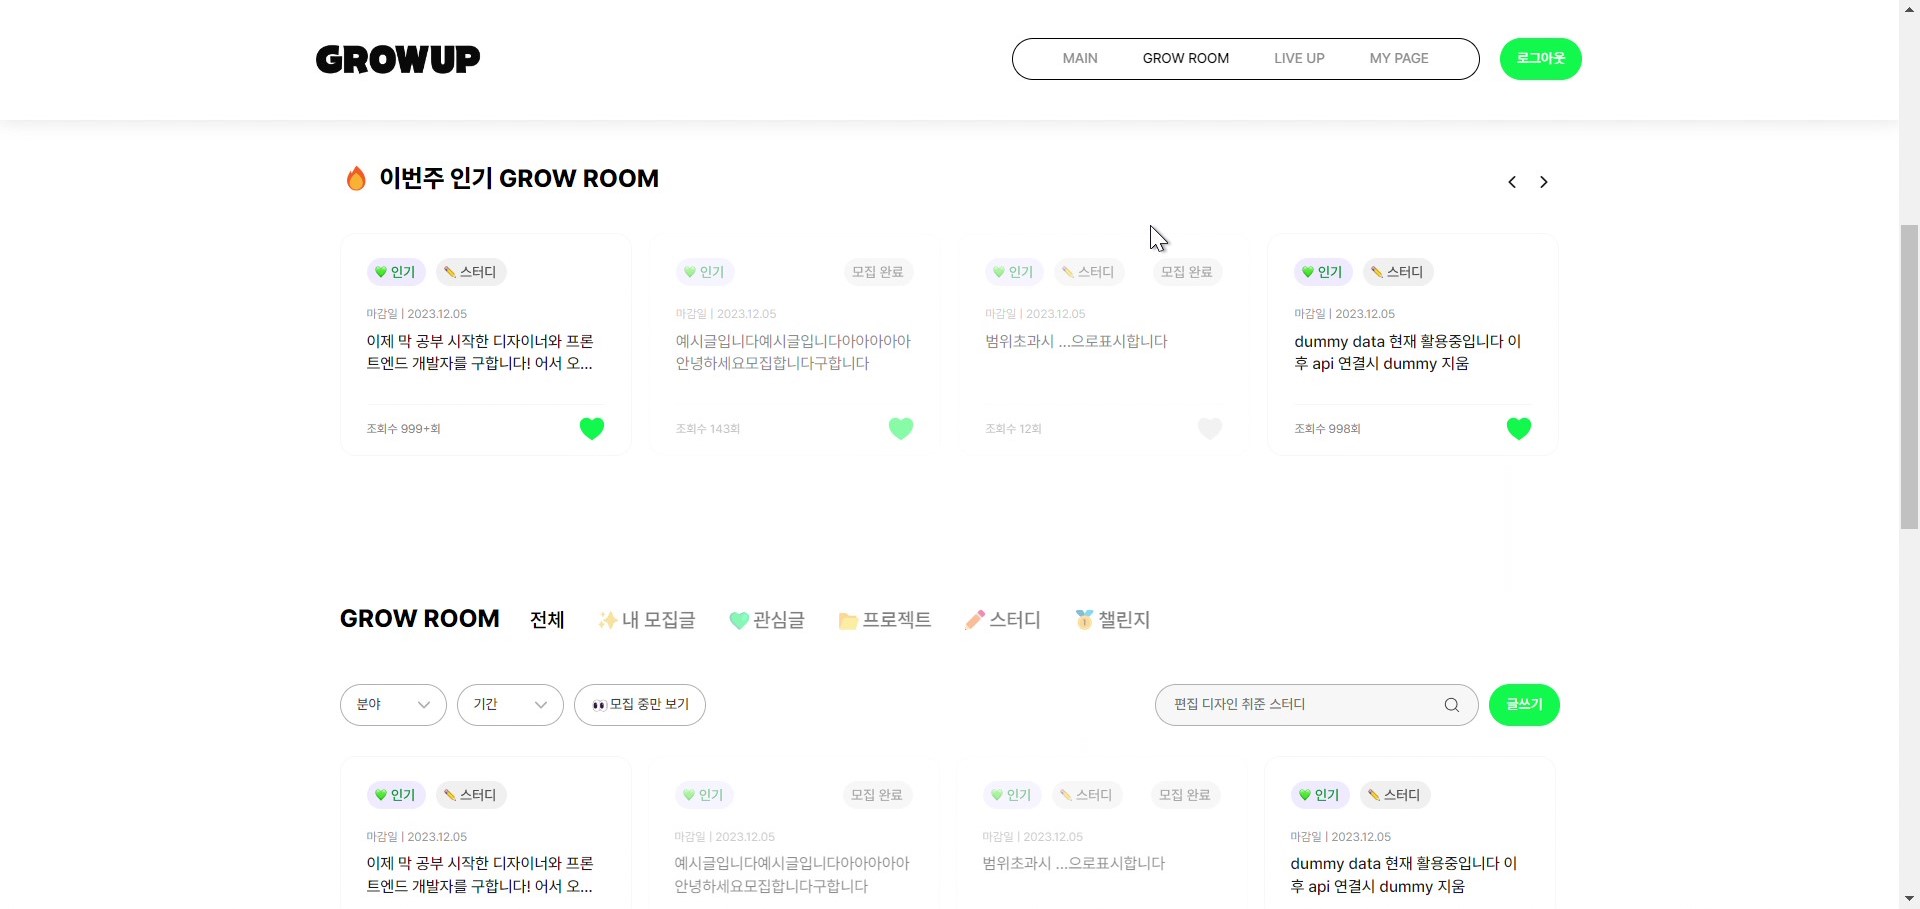 GROWUP
MAIN GROW ROOM LIVE UP MY PAGE 로그아웃
이번주 인기 GROW ROOM
인기 스터디
마감일 | 2023.12.05
이제 막 공부 시작한 디자이너와 프론
트엔드 개발자를 구합니다! 어서 오...
조회수 999+회
인기 모집 완료
마감일 | 2023.12.05
예시글입니다예시글입니다아아아아아
안녕하세요모집합니다구합니다
조회수 143회
인기 스터디 모집 완료
마감일 | 2023.12.05
범위초과시 ...으로표시합니다
조회수 12회
인기 스터디
마감일 | 2023.12.05
dummy data 현재 활용중입니다 이
후 api 연결시 dummy 지움
조회수 998회
GROW ROOM 전체 내 모집글 관심글 프로젝트 스터디 챌린지
분야 기간 모집 중만 보기 편집 디자인 취준 스터디 글쓰기
인기 스터디
마감일 | 2023.12.05
이제 막 공부 시작한 디자이너와 프론
트엔드 개발자를 구합니다! 어서 오...
인기 모집 완료
마감일 | 2023.12.05
예시글입니다예시글입니다아아아아아
안녕하세요모집합니다구합니다
인기 스터디 모집 완료
마감일 | 2023.12.05
범위초과시 ...으로표시합니다
인기 스터디
마감일 | 2023.12.05
dummy data 현재 활용중입니다 이
후 api 연결시 dummy 지움